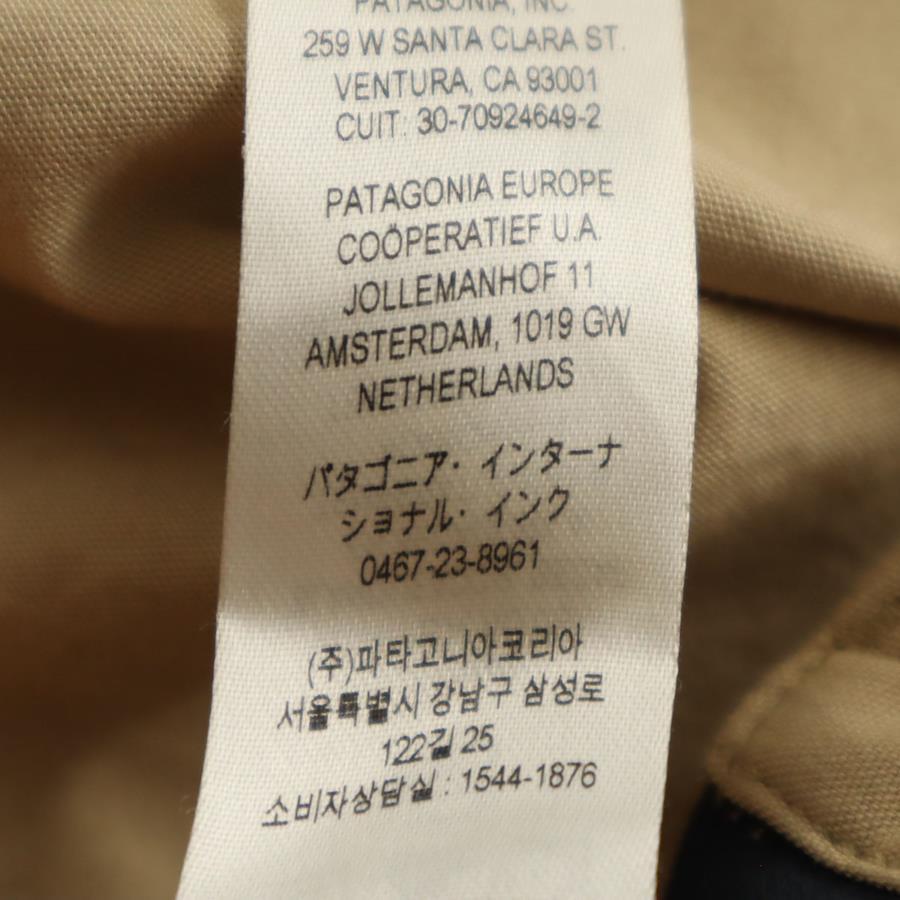 PATAGONIA, INC.
259 W SANTA CLARA ST.
VENTURA, CA 93001
CUIT: 30-70924649-2
PATAGONIA EUROPE
COÖPERATIEF U.A.
JOLLEMANHOF 11
AMSTERDAM, 1019 GW
NETHERLANDS
パタゴニア・インターナ
ショナル・インク
0467-23-8961
(주)파타고니아코리아
서울특별시 강남구 삼성로
122길 25
소비자상담실 : 1544-1876